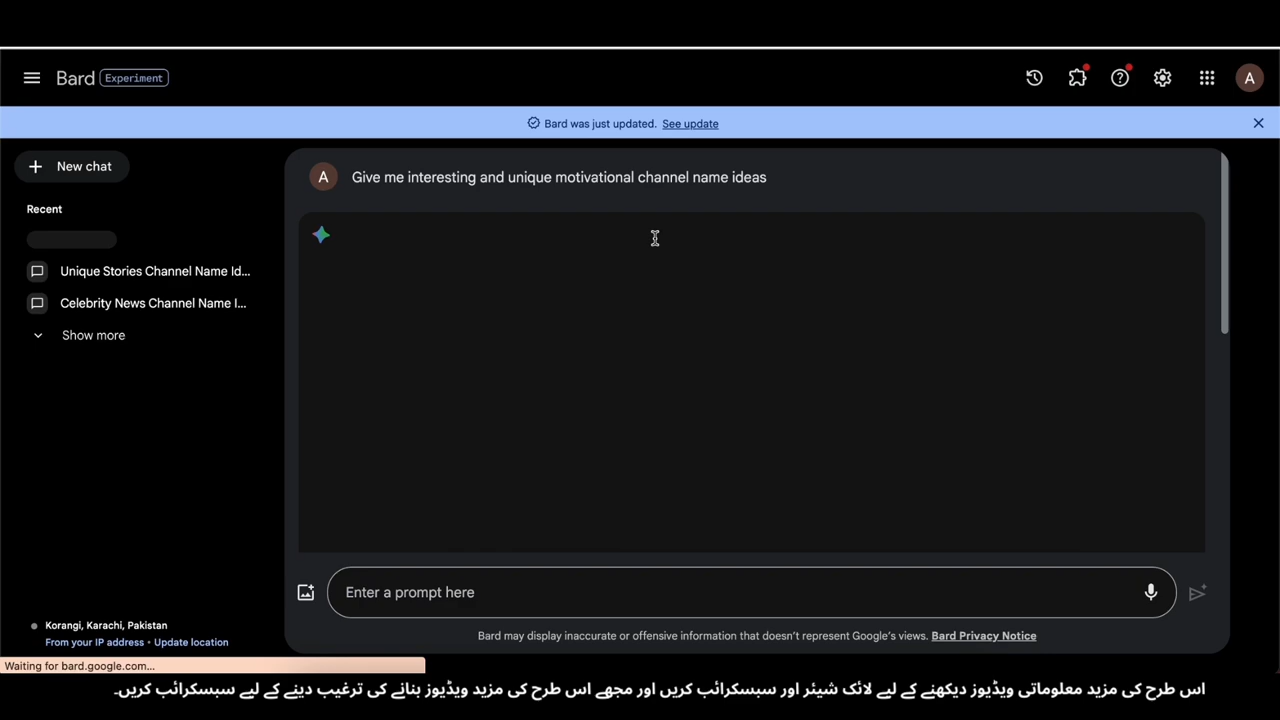 Bard Experiment
A
Bard was just updated. See update
New chat
Recent
Unique Stories Channel Name Id...
Celebrity News Channel Name I...
Show more
A Give me interesting and unique motivational channel name ideas
Enter a prompt here
Bard may display inaccurate or offensive information that doesn't represent Google's views. Bard Privacy Notice
Korangi, Karachi, Pakistan
From your IP address • Update location
Waiting for bard.google.com...
اس طرح کی مزید معلوماتی ویڈیوز دیکھنے کے لیے لائک شیئر اور سبسکرائب کریں اور مجھے اس طرح کی مزید ویڈیوز بنانے کی ترغیب دینے کے لیے سبسکرائب کریں۔